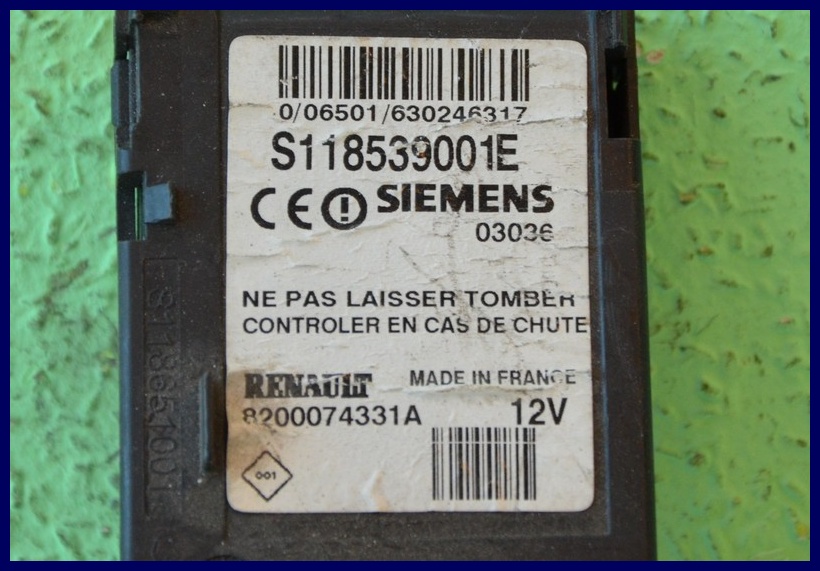 0/06501/630246317
S118539001E
CE SIEMENS
03036
NE PAS LAISSER TOMBER
CONTROLER EN CAS DE CHUTE
RENAULT MADE IN FRANCE
8200074331A 12V
001